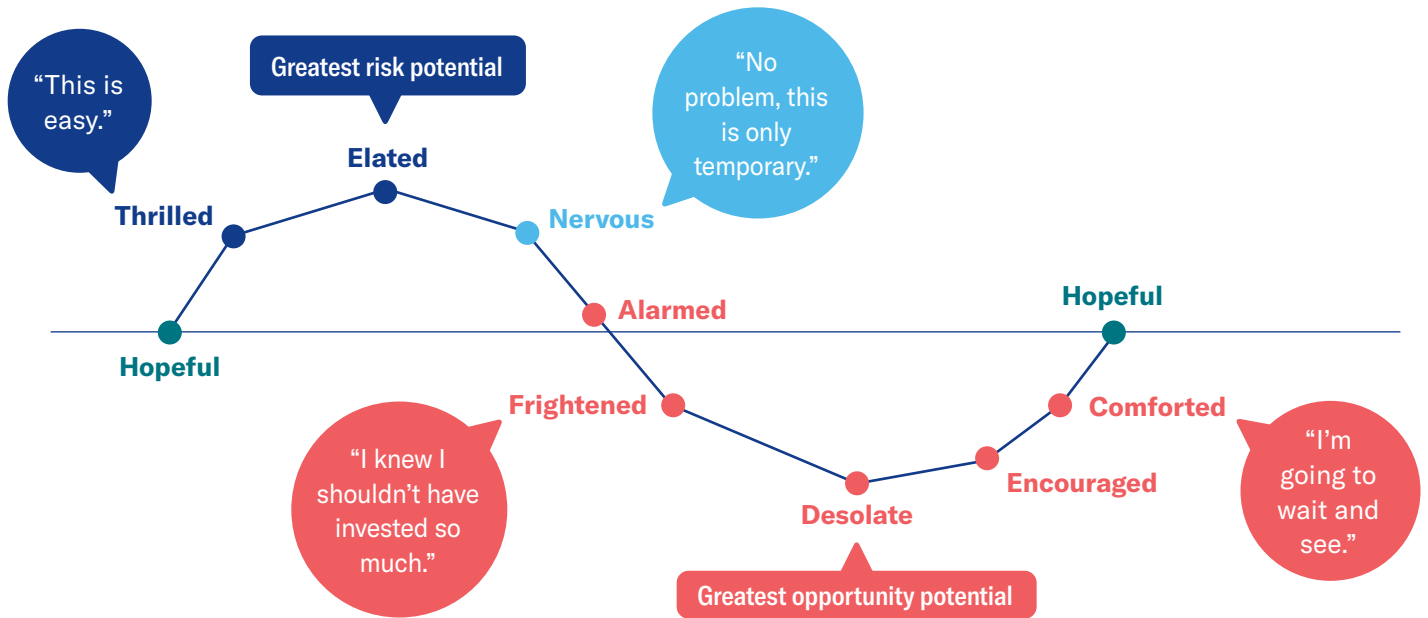 “This is
easy.”
Greatest risk potential
“No
problem, this
is only
temporary.”
Elated
Thrilled
Nervous
Hopeful
Alarmed
Hopeful
Frightened
Comforted
“I knew I
shouldn’t have
invested so
much.”
“I’m
going to
wait and
see.”
Encouraged
Desolate
Greatest opportunity potential